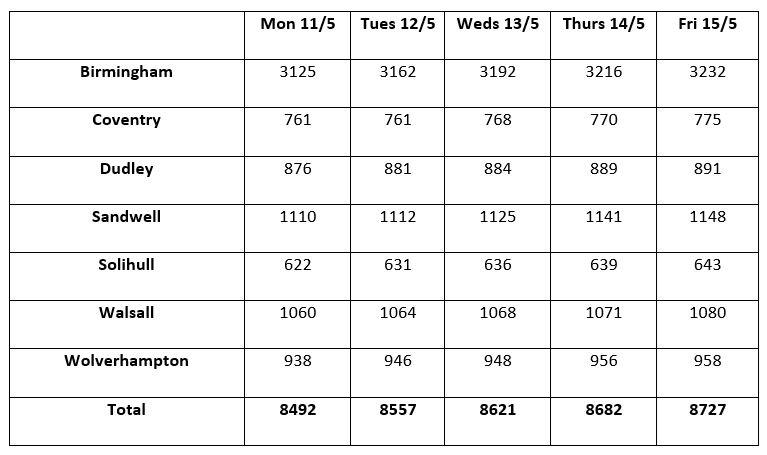 Mon 11/5 Tues 12/5 Weds 13/5 Thurs 14/5 Fri 15/5
Birmingham 3125 3162 3192 3216 3232
Coventry 761 761 768 770 775
Dudley 876 881 884 889 891
Sandwell 1110 1112 1125 1141 1148
Solihull 622 631 636 639 643
Walsall 1060 1064 1068 1071 1080
Wolverhampton 938 946 948 956 958
Total 8492 8557 8621 8682 8727